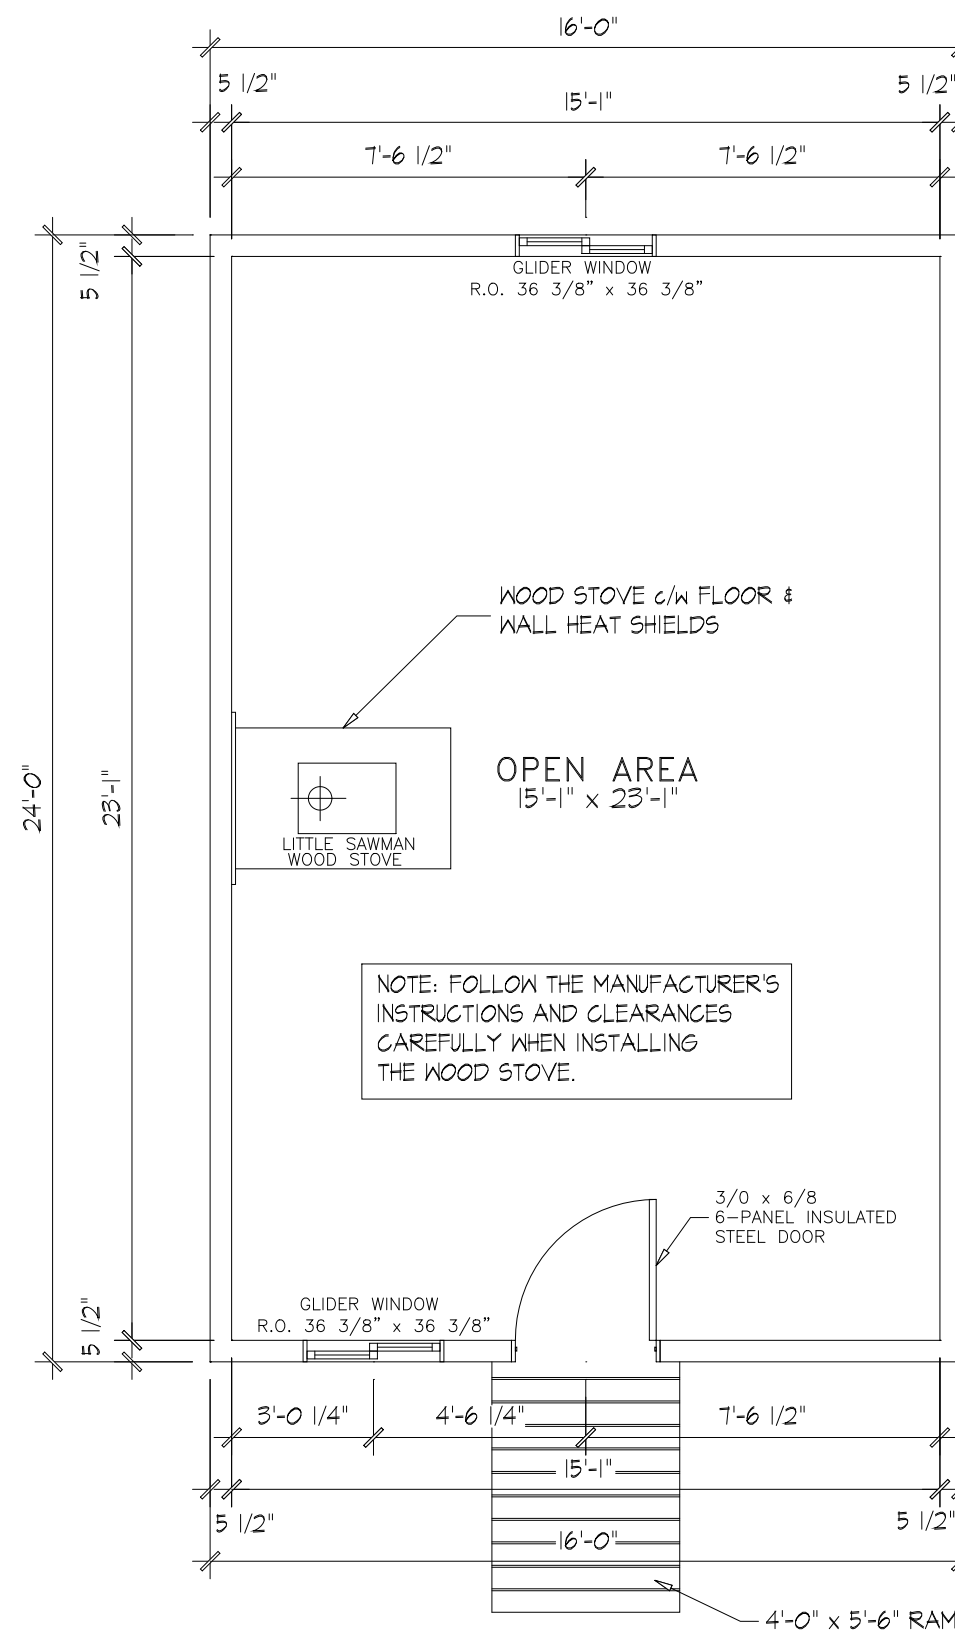 16'-0"
5 1/2"
5 1/2"
15'-1"
7'-6 1/2"
7'-6 1/2"
5 1/2"
GLIDER WINDOW
R.O. 36 3/8” x 36 3/8”
WOOD STOVE c/w FLOOR &
WALL HEAT SHIELDS
24'-0"
23'-1"
OPEN AREA
15'-1" x 23'-1"
LITTLE SAWMAN
WOOD STOVE
NOTE: FOLLOW THE MANUFACTURER'S
INSTRUCTIONS AND CLEARANCES
CAREFULLY WHEN INSTALLING
THE WOOD STOVE.
3/0 x 6/8
6-PANEL INSULATED
STEEL DOOR
5 1/2"
GLIDER WINDOW
R.O. 36 3/8” x 36 3/8”
3'-0 1/4"
4'-6 1/4"
7'-6 1/2"
15'-1"
5 1/2"
5 1/2"
16'-0"
4'-0" x 5'-6" RAM